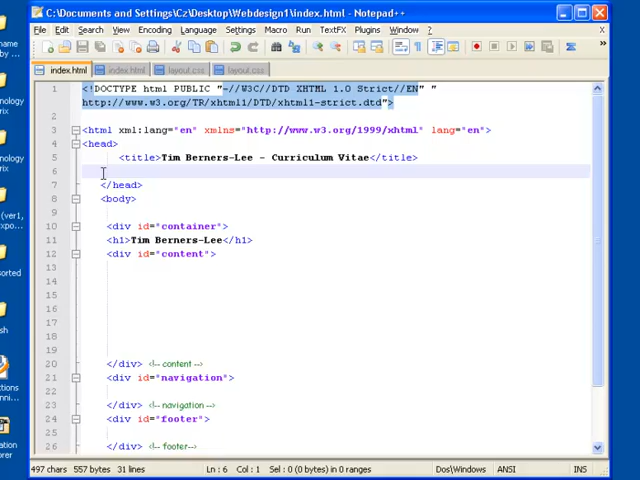 C:\Documents and Settings\Cz\Desktop\Webdesign1\index.html - Notepad++
File Edit Search View Encoding Language Settings Macro Run TextFX Plugins Window ?
index.html index.html layout.css layout.css
1 <!DOCTYPE html PUBLIC "-//W3C//DTD XHTML 1.0 Strict//EN" "
http://www.w3.org/TR/xhtml1/DTD/xhtml1-strict.dtd">
2
3 <html xml:lang="en" xmlns="http://www.w3.org/1999/xhtml" lang="en">
4 <head>
5 <title>Tim Berners-Lee - Curriculum Vitae</title>
6
7 </head>
8 <body>
9
10 <div id="container">
11 <h1>Tim Berners-Lee</h1>
12 <div id="content">
13
14
15
16
17
18
19
20 </div> <!-- content -->
21 <div id="navigation">
22
23 </div> <!-- navigation -->
24 <div id="footer">
25
26 </div> <!-- footer-->
497 chars 557 bytes 31 lines Ln : 6 Col : 1 Sel : 0 (0 bytes) in 0 ranges Dos\Windows ANSI INS